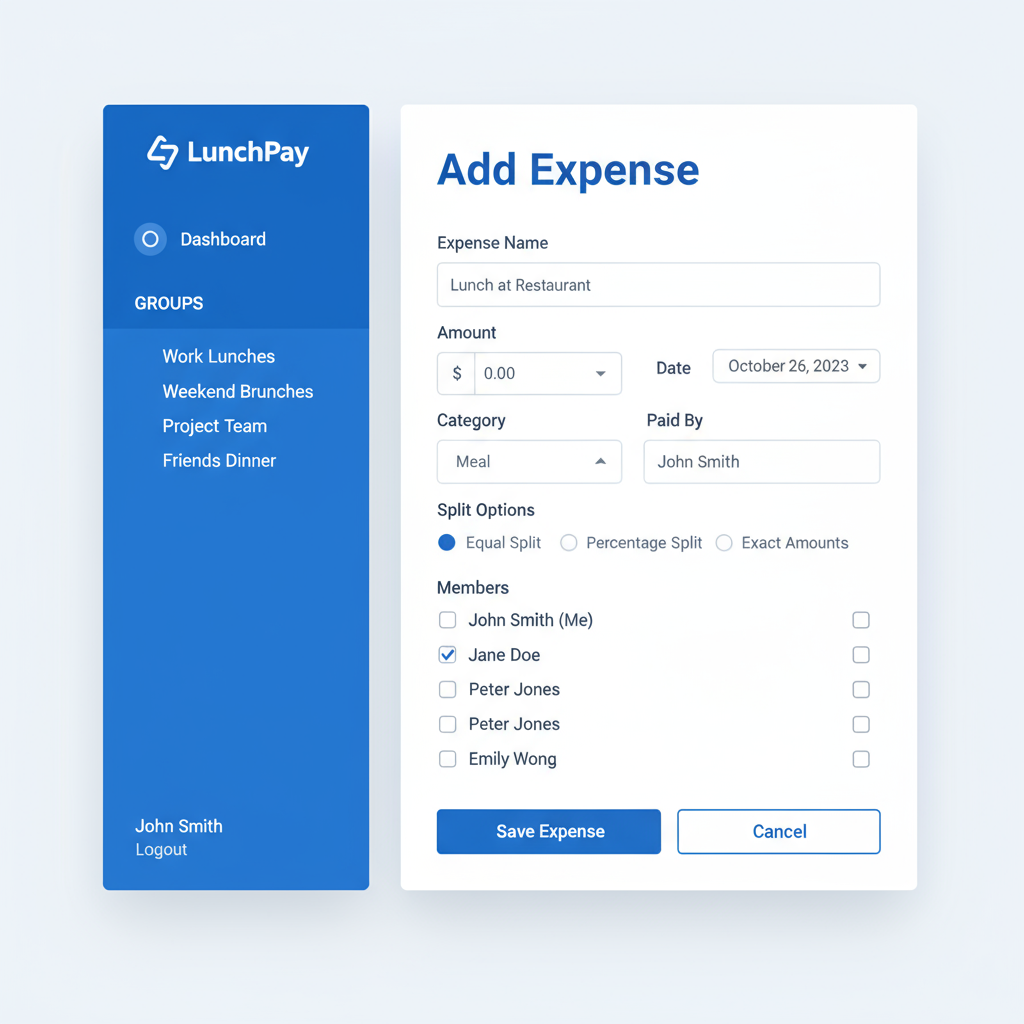 LunchPay
Dashboard
GROUPS
Work Lunches
Weekend Brunches
Project Team
Friends Dinner
John Smith
Logout
Add Expense
Expense Name
Lunch at Restaurant
Amount
$ 0.00
Date October 26, 2023
Category Paid By
Meal John Smith
Split Options
Equal Split Percentage Split Exact Amounts
Members
John Smith (Me)
Jane Doe
Peter Jones
Peter Jones
Emily Wong
Save Expense Cancel